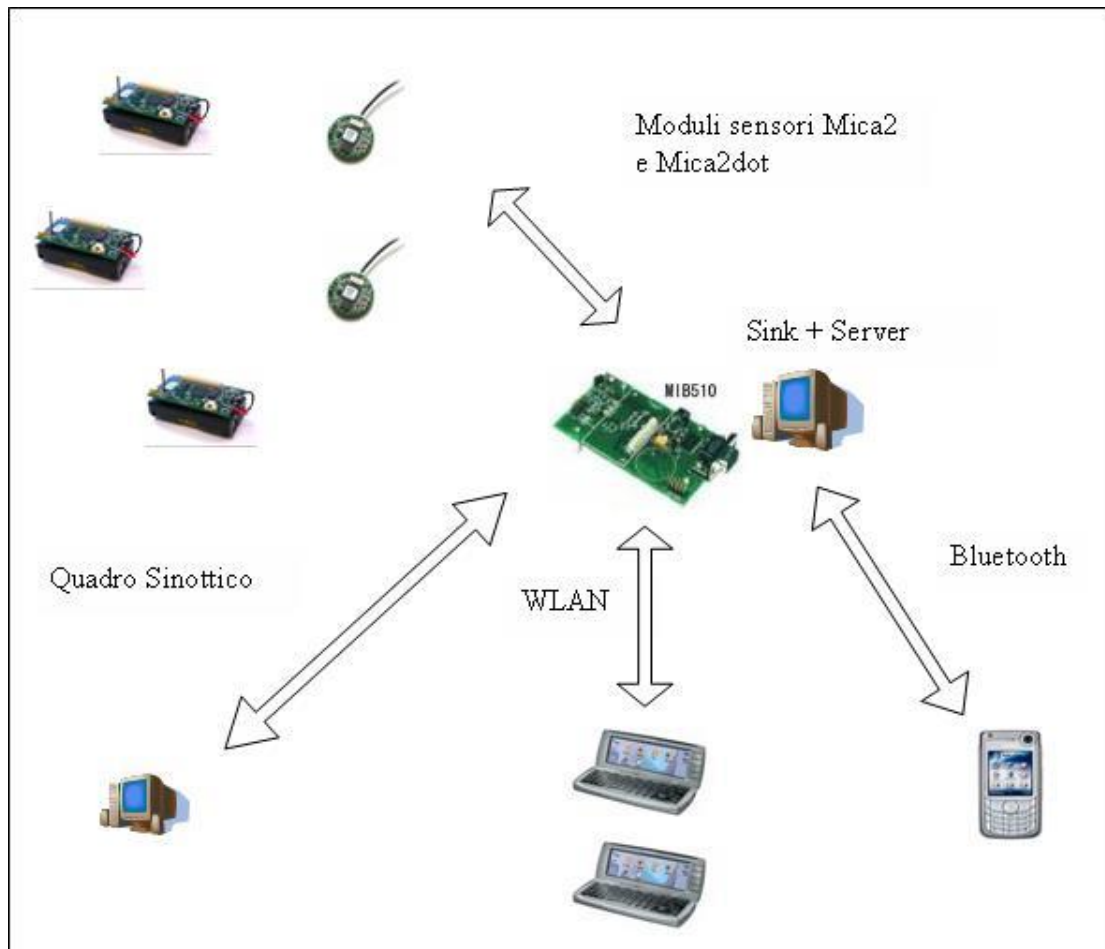 Moduli sensori Mica2
e Mica2dot
Sink + Server
MIB510
Quadro Sinottico
WLAN
Bluetooth